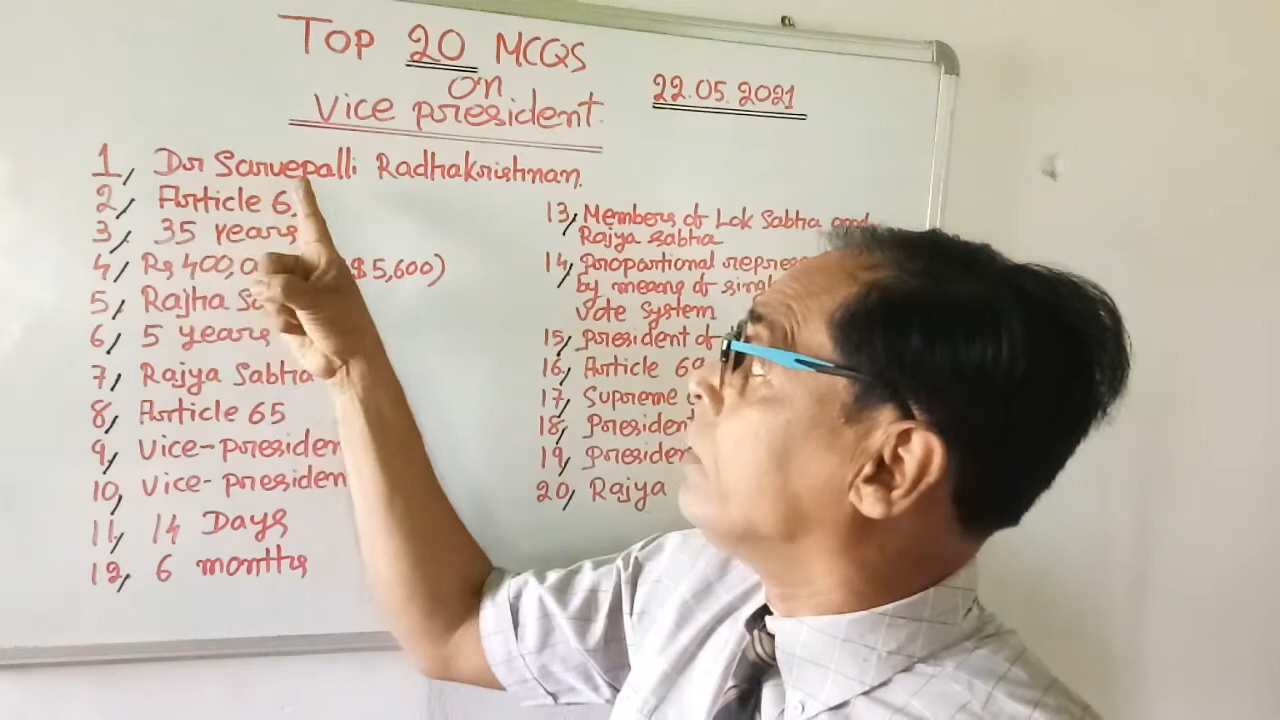 Top 20 MCQS
on
Vice president.
22.05.2021
1, Dr Sarvepalli Radhakrishnan.
2, Article 6
3, 35 years
4, Rs 400,0 $5,600)
5, Rajha
6, 5 years
7, Rajya Sabha
8, Article 65
9, Vice-presiden
10, Vice-presiden
11, 14 Days
12, 6 months
13, Members of Lok Sabha and
Rajya sabha
14, proportional repres
by means of singl
Vote System
15, president of
16, Article 69
17, Supreme
18, President
19, presiden
20, Rajya